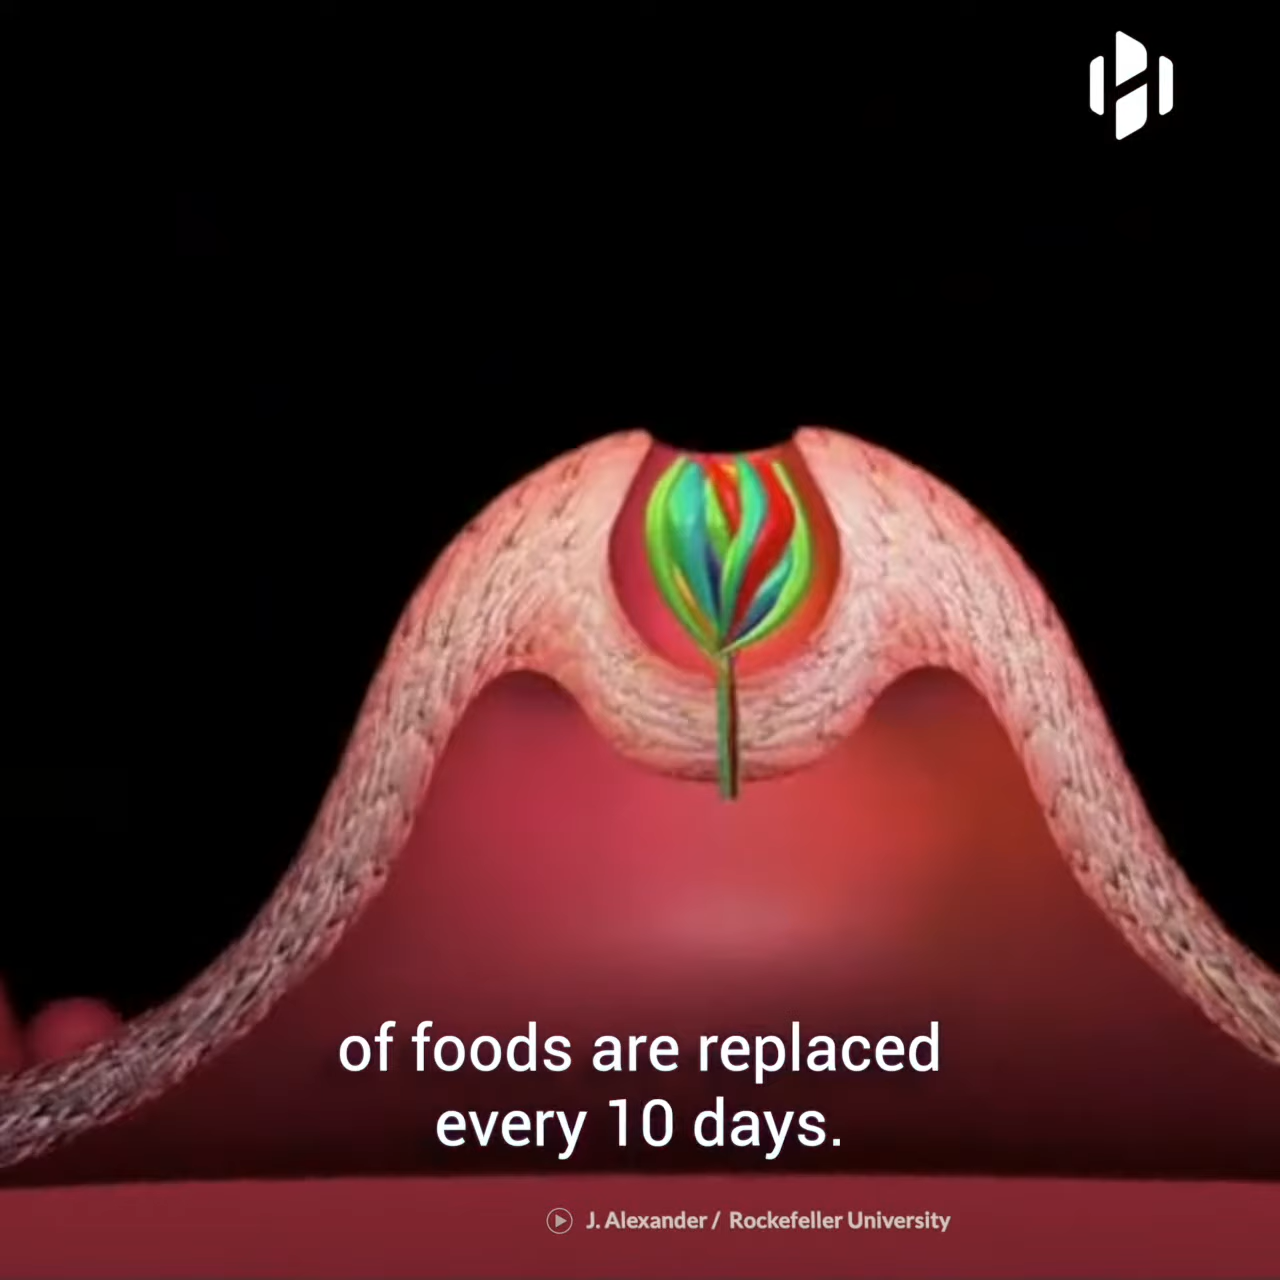 of foods are replaced
every 10 days.
J. Alexander / Rockefeller University